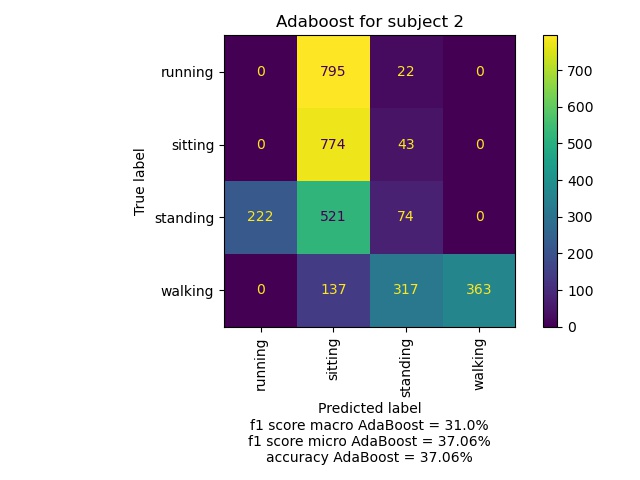 Adaboost for subject 2
running 0 795 22 0
sitting 0 774 43 0
standing 222 521 74 0
walking 0 137 317 363
True label
running sitting standing walking
Predicted label
f1 score macro AdaBoost = 31.0%
f1 score micro AdaBoost = 37.06%
accuracy AdaBoost = 37.06%
700
600
500
400
300
200
100
0